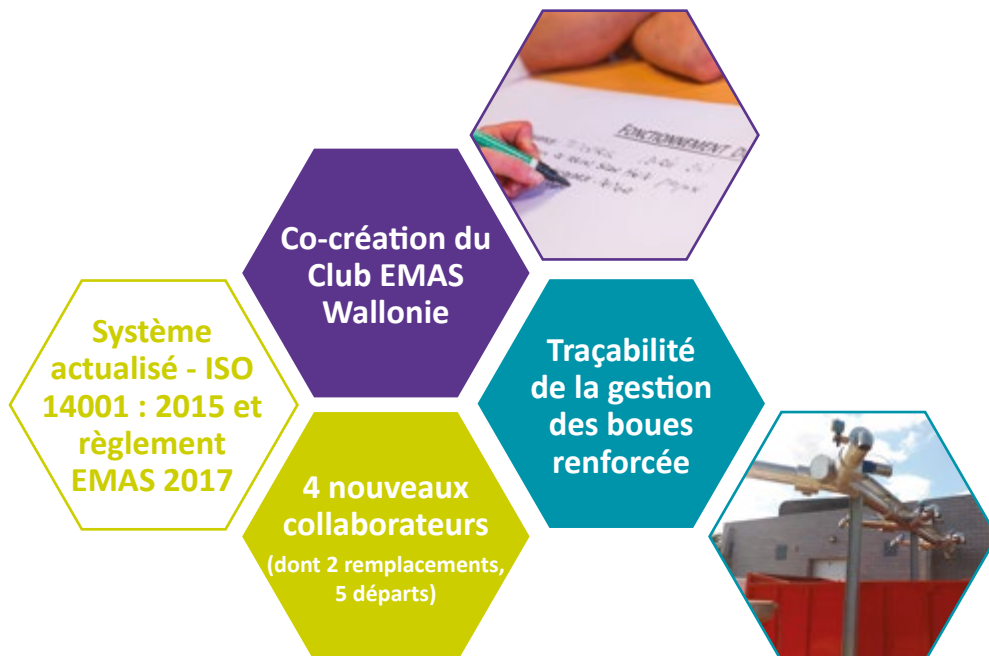 FONCTIONNEMENT D
Co-création du
Club EMAS
Wallonie
Système
actualisé - ISO
14001 : 2015 et
règlement
EMAS 2017
Traçabilité
de la gestion
des boues
renforcée
4 nouveaux
collaborateurs
(dont 2 remplacements,
5 départs)